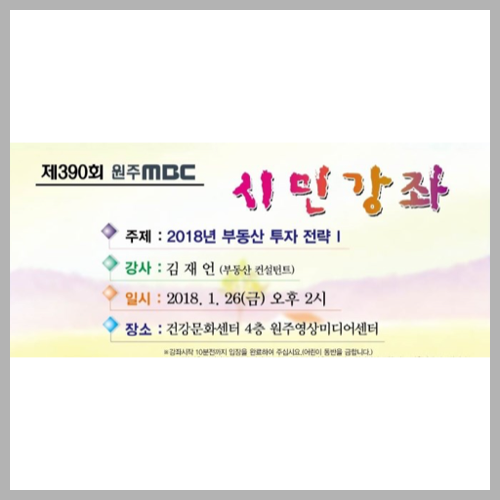 제390회 원주MBC
시민강좌
주제 : 2018년 부동산 투자 전략 I
강사 : 김 재 언 (부동산 컨설턴트)
일시 : 2018. 1. 26(금) 오후 2시
장소 : 건강문화센터 4층 원주영상미디어센터
※강좌시작 10분전까지 입장을 완료하여 주십시요.(어린이 동반을 금합니다.)